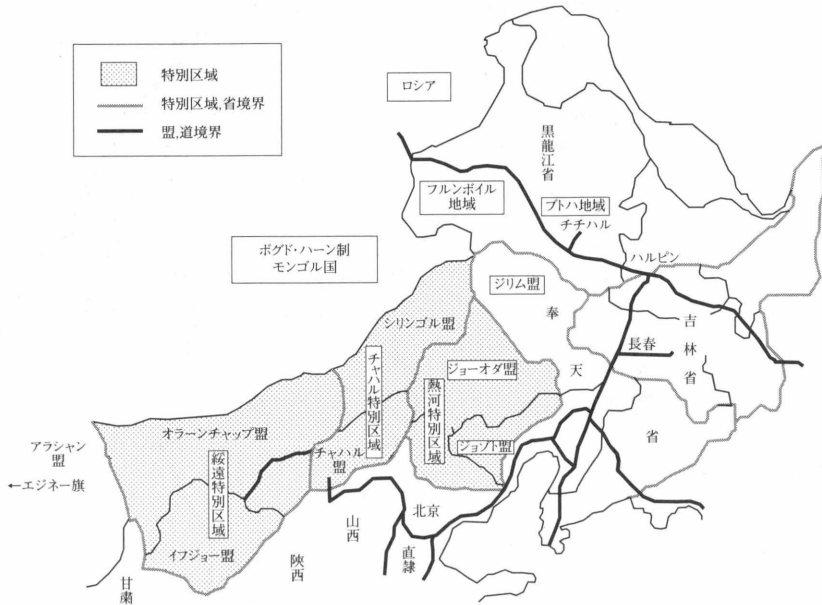 特別区域
特別区域,省境界
盟,道境界
ロシア
黒龍江省
フルンボイル
地域
ブトハ地域
チチハル
ハルピン
ボグド・ハーン制
モンゴル国
ジリム盟
シリンゴル盟
奉
天
省
吉
林
省
長春
チャハル特別区域
ジョーオダ盟
熱河特別区域
オラーンチャップ盟
アラシャン
盟
←エジネー旗
綏遠特別区域
チャハル
盟
ジョソト盟
イフジョー盟
北京
山西
直隷
陝西
甘粛